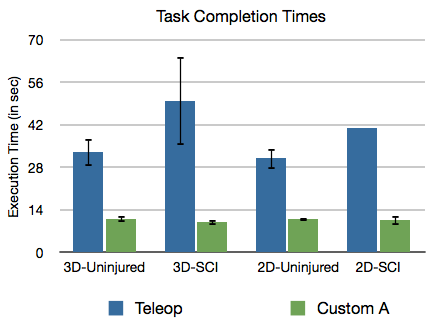 Task Completion Times
Execution Time (in sec)
70
56
42
28
14
0
3D-Uninjured 3D-SCI 2D-Uninjured 2D-SCI
Teleop Custom A